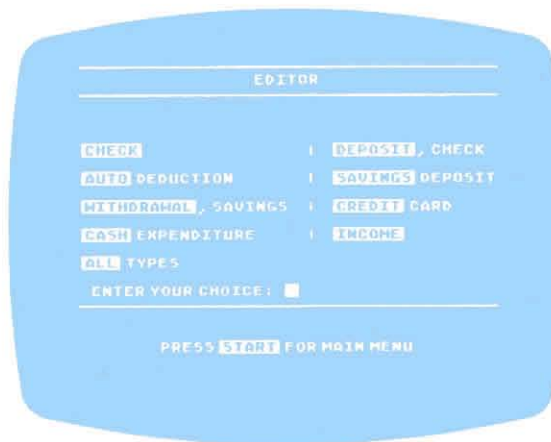 EDITOR
CHECK | DEPOSIT, CHECK
AUTO DEDUCTION | SAVINGS DEPOSIT
WITHDRAWAL, SAVINGS | CREDIT CARD
CASH EXPENDITURE | INCOME
ALL TYPES
ENTER YOUR CHOICE:
PRESS START FOR MAIN MENU